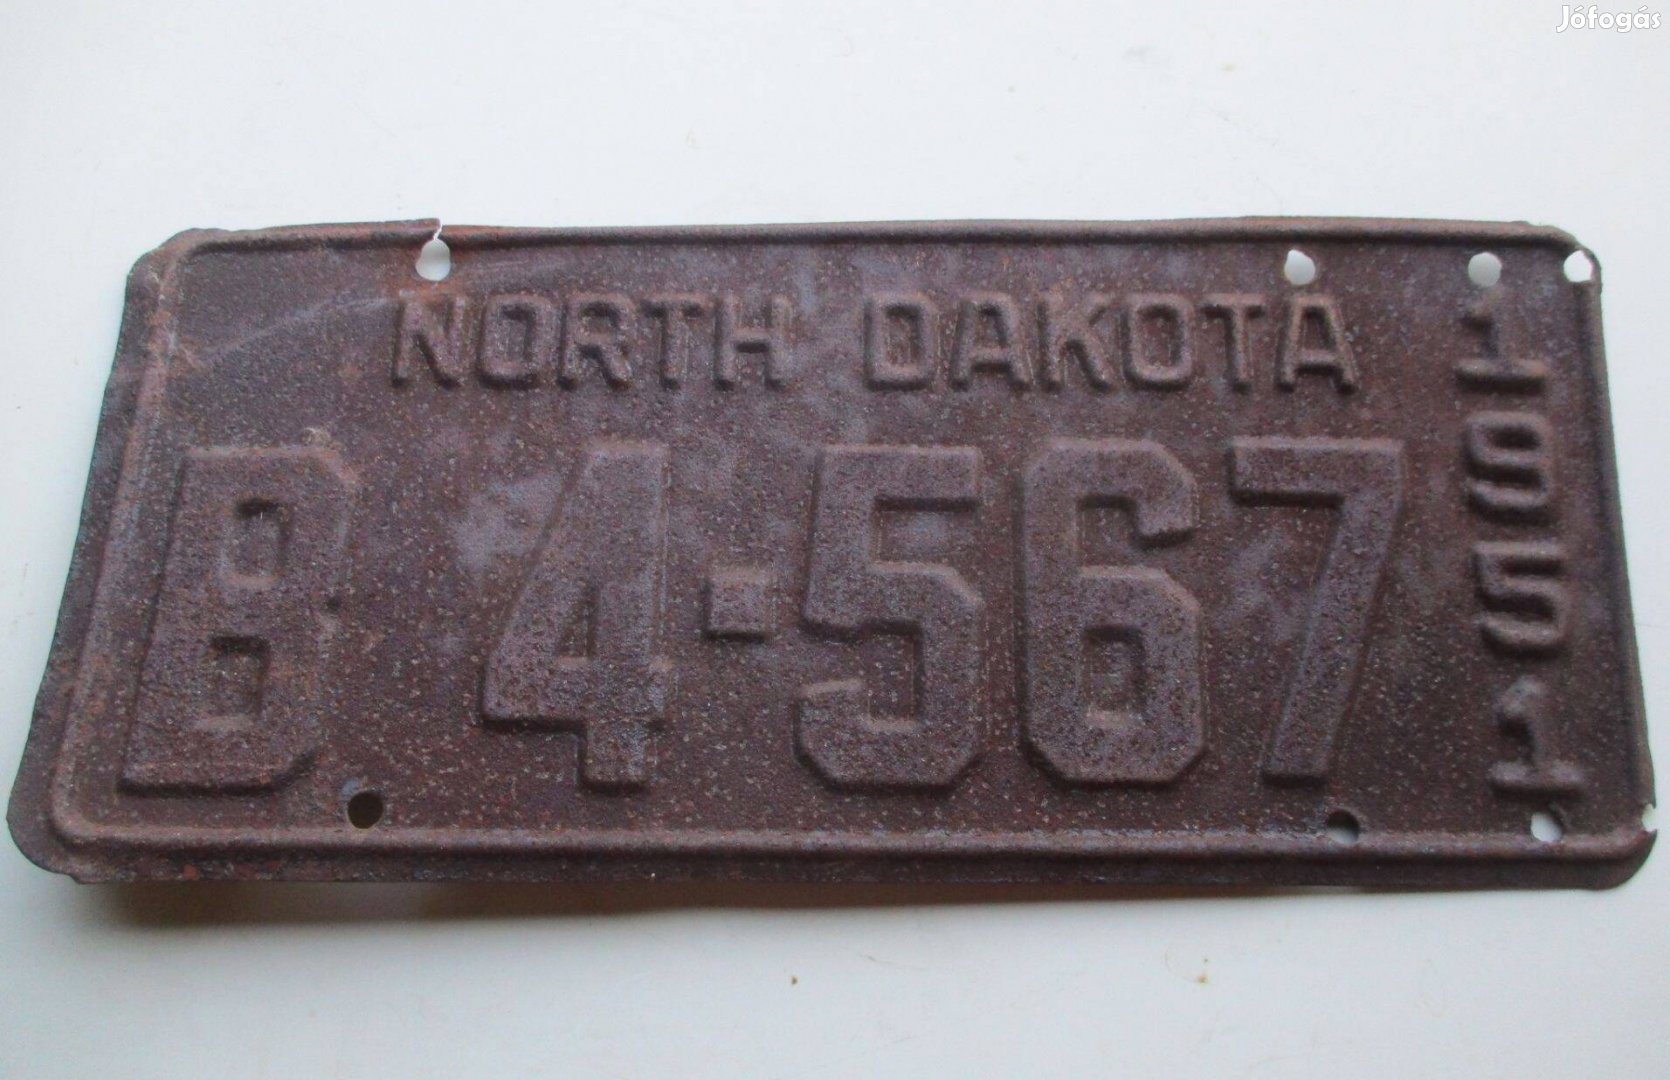 Jófogás
NORTH DAKOTA
B 4-567
1951